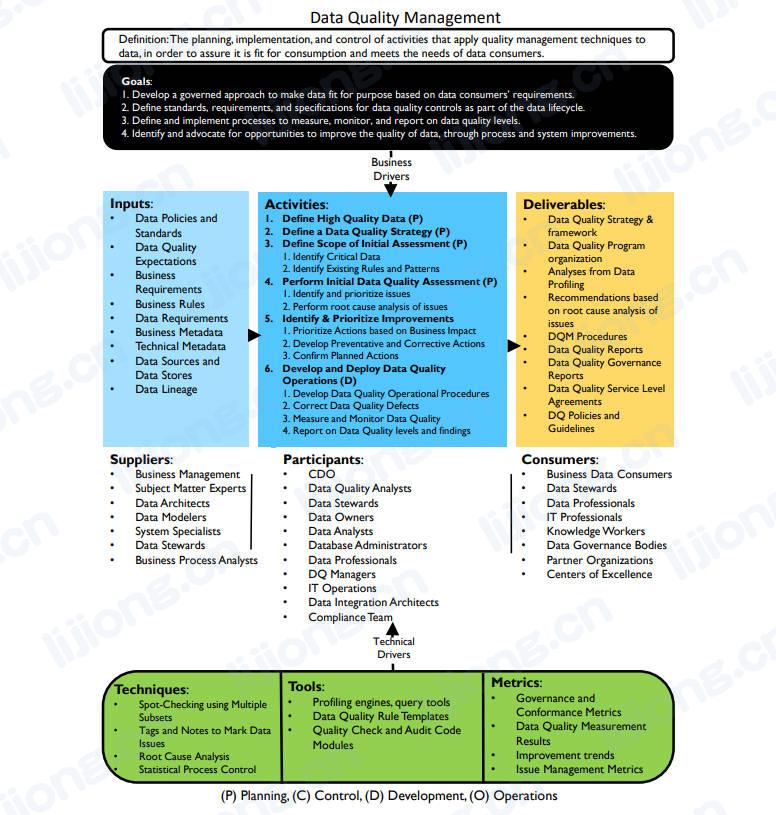 Data Quality Management
Definition: The planning, implementation, and control of activities that apply quality management techniques to
data, in order to assure it is fit for consumption and meets the needs of data consumers.
Goals:
1. Develop a governed approach to make data fit for purpose based on data consumers' requirements.
2. Define standards, requirements, and specifications for data quality controls as part of the data lifecycle.
3. Define and implement processes to measure, monitor, and report on data quality levels.
4. Identify and advocate for opportunities to improve the quality of data, through process and system improvements.
Business
Drivers
Inputs:
• Data Policies and
Standards
• Data Quality
Expectations
• Business
Requirements
• Business Rules
• Data Requirements
• Business Metadata
• Technical Metadata
• Data Sources and
Data Stores
• Data Lineage
Activities:
1. Define High Quality Data (P)
2. Define a Data Quality Strategy (P)
3. Define Scope of Initial Assessment (P)
1. Identify Critical Data
2. Identify Existing Rules and Patterns
4. Perform Initial Data Quality Assessment (P)
1. Identify and prioritize issues
2. Perform root cause analysis of issues
5. Identify & Prioritize Improvements
1. Prioritize Actions based on Business Impact
2. Develop Preventative and Corrective Actions
3. Confirm Planned Actions
6. Develop and Deploy Data Quality
Operations (D)
1. Develop Data Quality Operational Procedures
2. Correct Data Quality Defects
3. Measure and Monitor Data Quality
4. Report on Data Quality levels and findings
Deliverables:
• Data Quality Strategy &
framework
• Data Quality Program
organization
• Analyses from Data
Profiling
• Recommendations based
on root cause analysis of
issues
• DQM Procedures
• Data Quality Reports
• Data Quality Governance
Reports
• Data Quality Service Level
Agreements
• DQ Policies and
Guidelines
Suppliers:
• Business Management
• Subject Matter Experts
• Data Architects
• Data Modelers
• System Specialists
• Data Stewards
• Business Process Analysts
Participants:
• CDO
• Data Quality Analysts
• Data Stewards
• Data Owners
• Data Analysts
• Database Administrators
• Data Professionals
• DQ Managers
• IT Operations
• Data Integration Architects
• Compliance Team
Consumers:
• Business Data Consumers
• Data Stewards
• Data Professionals
• IT Professionals
• Knowledge Workers
• Data Governance Bodies
• Partner Organizations
• Centers of Excellence
Technical
Drivers
Techniques:
• Spot-Checking using Multiple
Subsets
• Tags and Notes to Mark Data
Issues
• Root Cause Analysis
• Statistical Process Control
Tools:
• Profiling engines, query tools
• Data Quality Rule Templates
• Quality Check and Audit Code
Modules
Metrics:
• Governance and
Conformance Metrics
• Data Quality Measurement
Results
• Improvement trends
• Issue Management Metrics
(P) Planning, (C) Control, (D) Development, (O) Operations
lijiong.cn